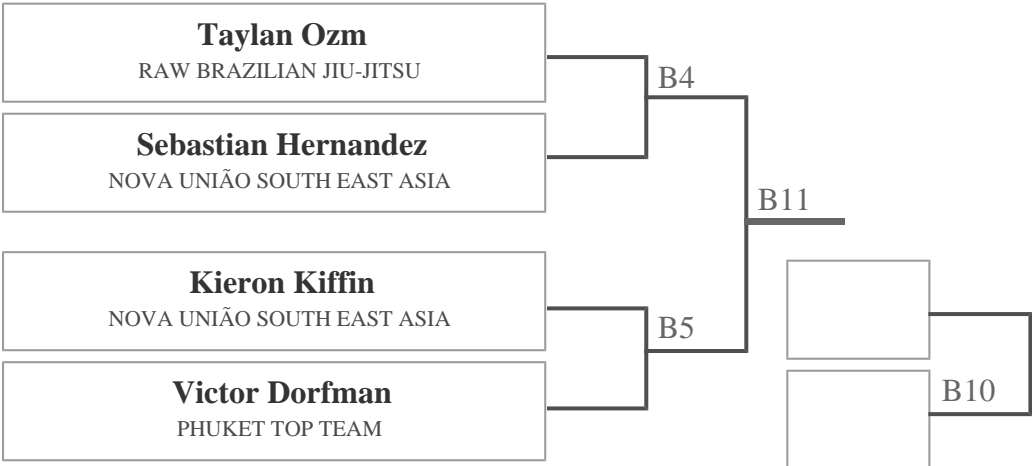 Taylan Ozm
RAW BRAZILIAN JIU-JITSU
B4
Sebastian Hernandez
NOVA UNIÃO SOUTH EAST ASIA
B11
Kieron Kiffin
NOVA UNIÃO SOUTH EAST ASIA
B5
Victor Dorfman
PHUKET TOP TEAM
B10